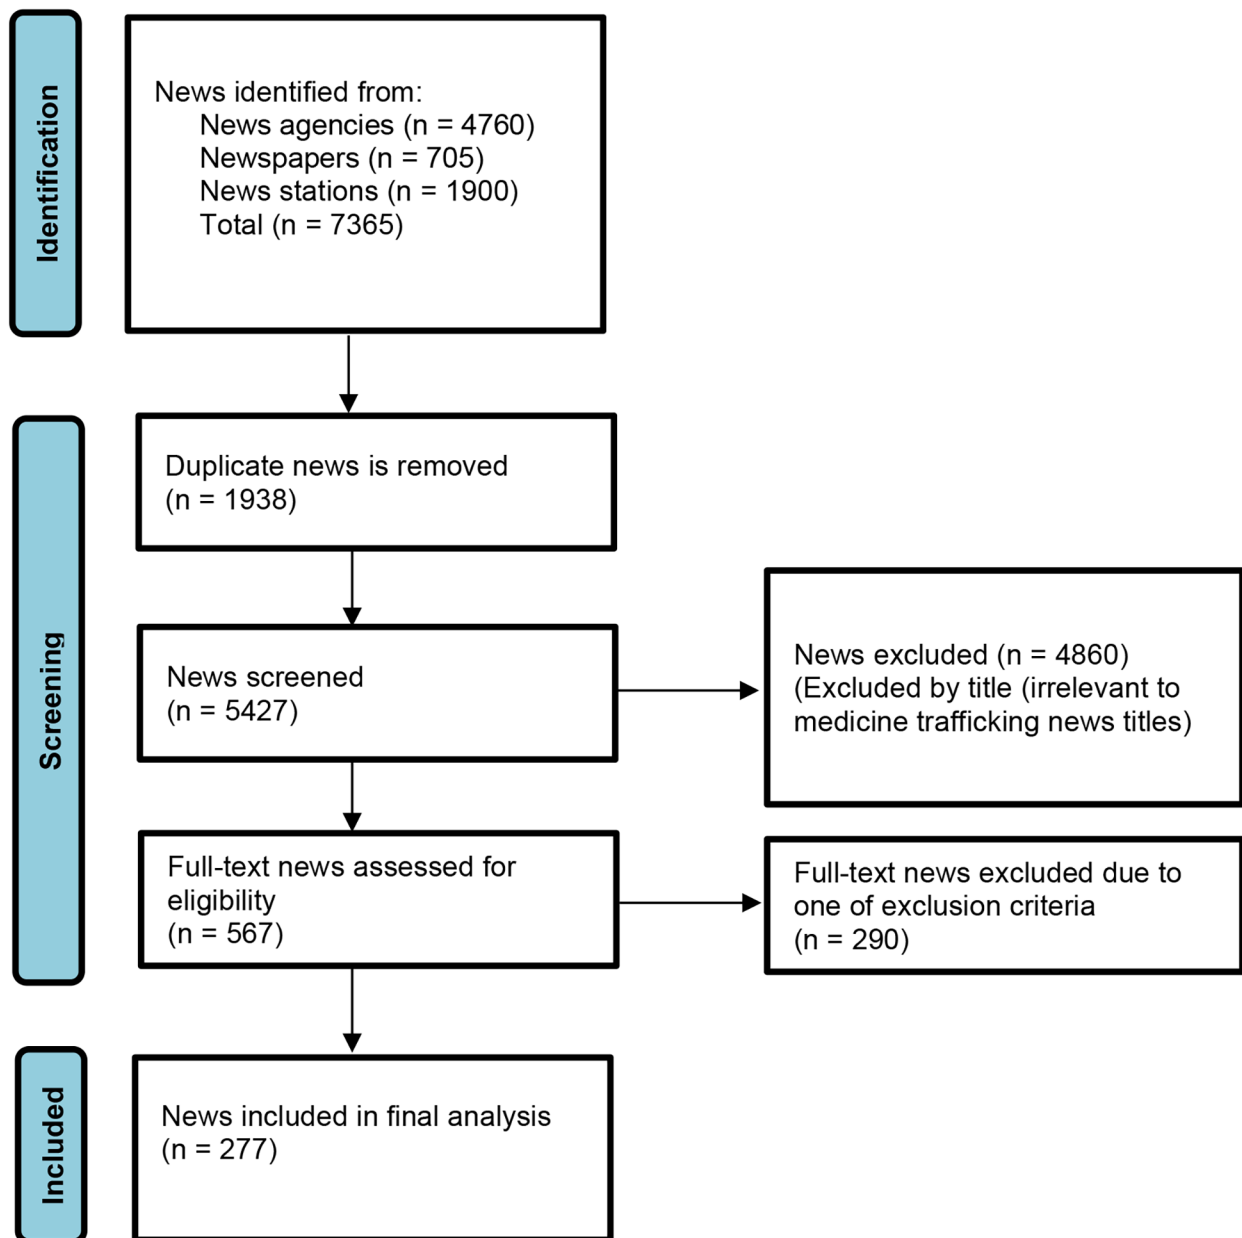 Identification
News identified from:
News agencies (n = 4760)
Newspapers (n = 705)
News stations (n = 1900)
Total (n = 7365)
Screening
Duplicate news is removed
(n = 1938)
News screened
(n = 5427)
News excluded (n = 4860)
(Excluded by title (irrelevant to
medicine trafficking news titles)
Full-text news assessed for
eligibility
(n = 567)
Full-text news excluded due to
one of exclusion criteria
(n = 290)
Included
News included in final analysis
(n = 277)